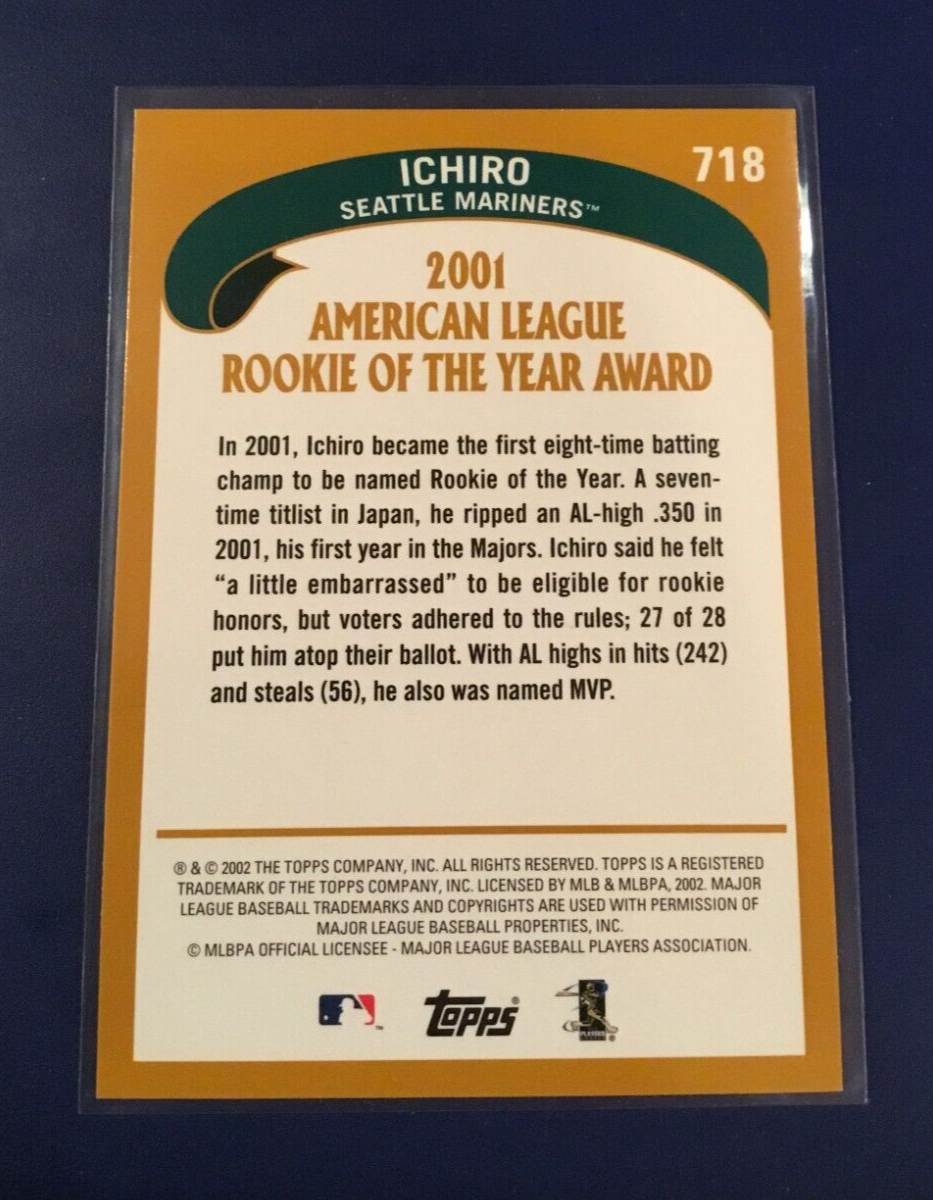 ICHIRO
718
SEATTLE MARINERS™
2001
AMERICAN LEAGUE
ROOKIE OF THE YEAR AWARD
In 2001, Ichiro became the first eight-time batting
champ to be named Rookie of the Year. A seven-
time titlist in Japan, he ripped an AL-high .350 in
2001, his first year in the Majors. Ichiro said he felt
“a little embarrassed” to be eligible for rookie
honors, but voters adhered to the rules; 27 of 28
put him atop their ballot. With AL highs in hits (242)
and steals (56), he also was named MVP.
® & © 2002 THE TOPPS COMPANY, INC. ALL RIGHTS RESERVED. TOPPS IS A REGISTERED
TRADEMARK OF THE TOPPS COMPANY, INC. LICENSED BY MLB & MLBPA, 2002. MAJOR
LEAGUE BASEBALL TRADEMARKS AND COPYRIGHTS ARE USED WITH PERMISSION OF
MAJOR LEAGUE BASEBALL PROPERTIES, INC.
© MLBPA OFFICIAL LICENSEE - MAJOR LEAGUE BASEBALL PLAYERS ASSOCIATION.
™ topps® PLAYERS ®